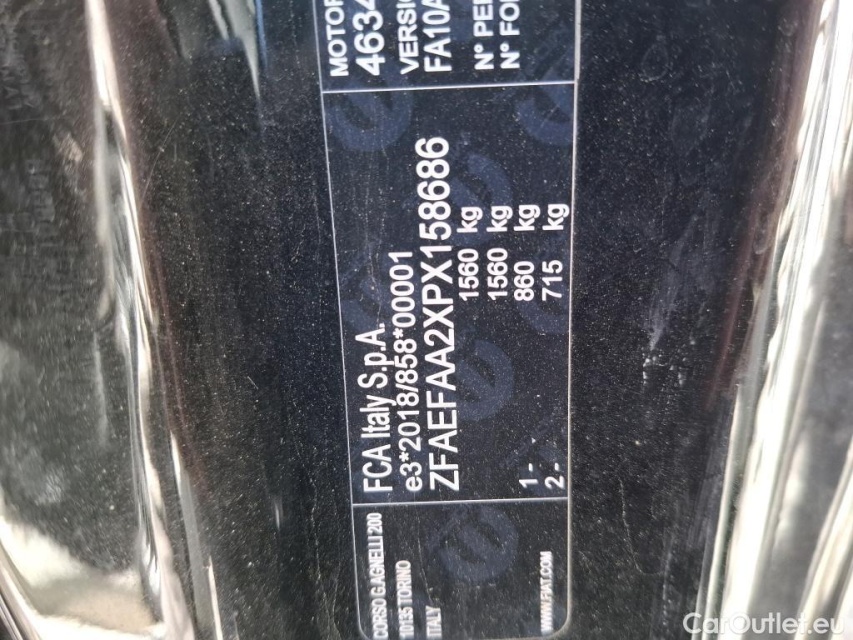 CORSO G.AGNELLI 200
10135 TORINO
ITALY
WWW.FIAT.COM
FCA Italy S.p.A.
e3*2018/858*00001
ZFAEFAA2XPX158686
1560 kg
1560 kg
1- 860 kg
2- 715 kg
MOTOR
4634
VERSI
FA10A
N° PE
N° FO
CarOutlet.eu